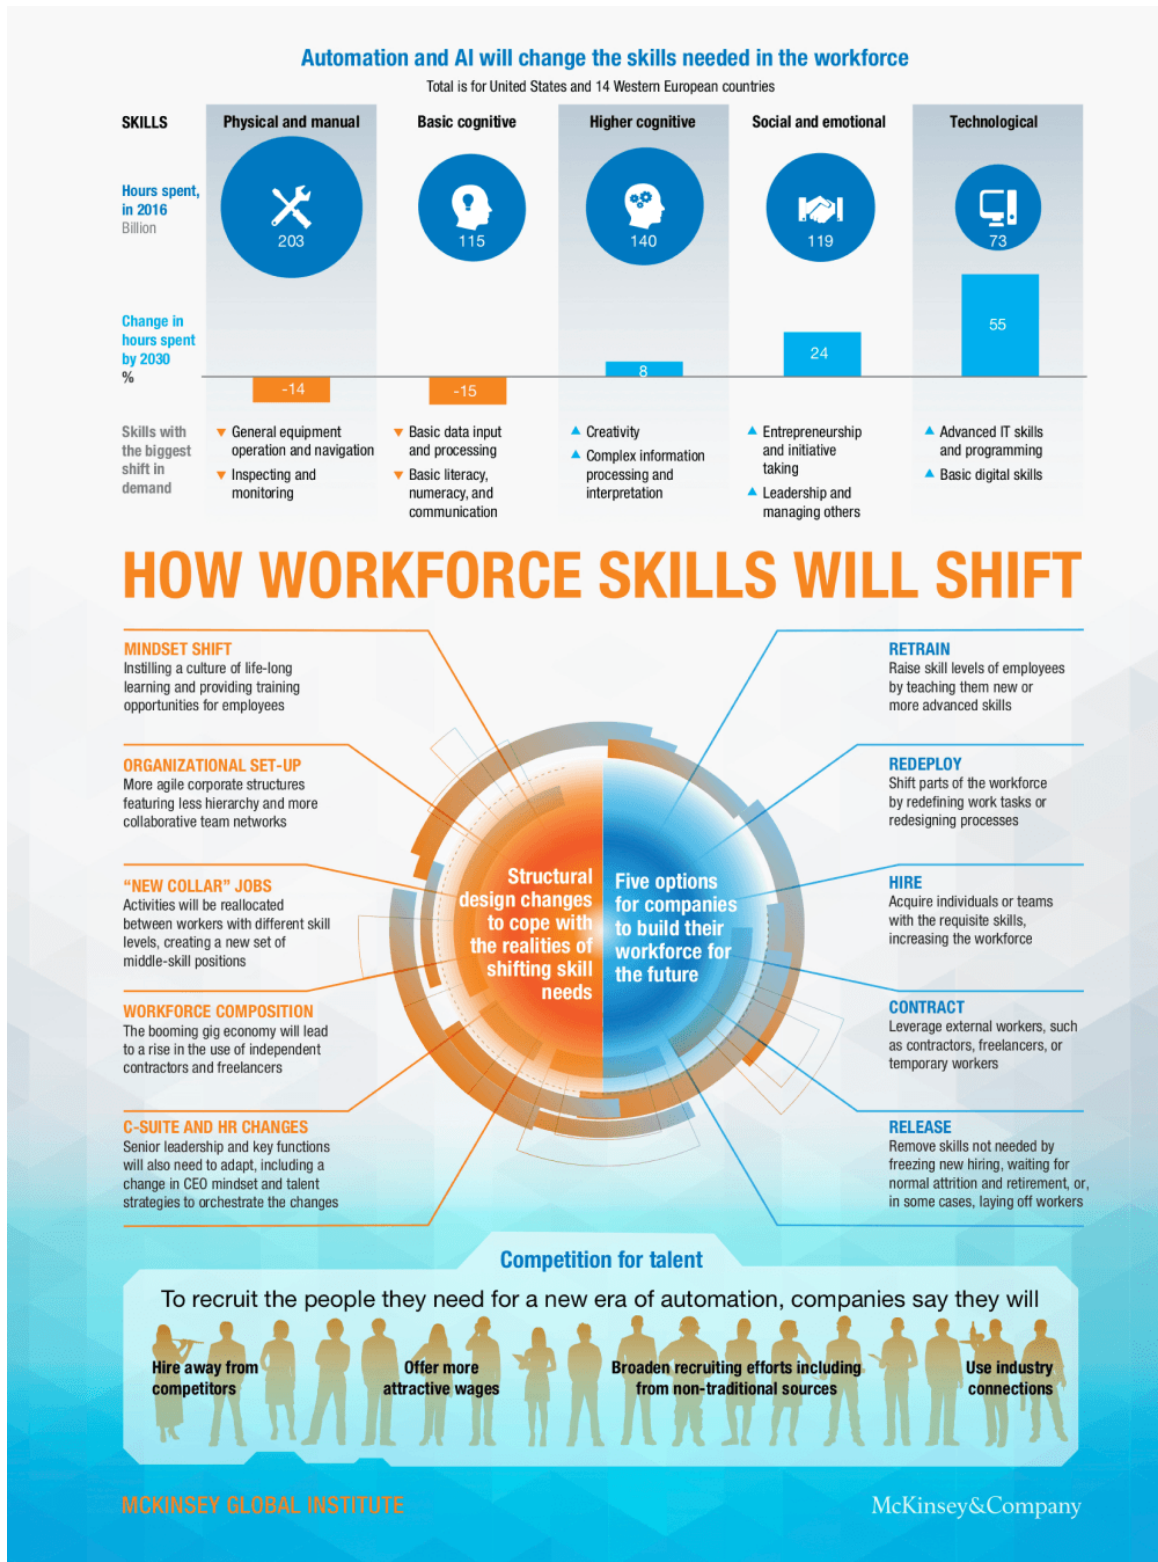 Automation and AI will change the skills needed in the workforce
Total is for United States and 14 Western European countries
SKILLS
Physical and manual
Basic cognitive
Higher cognitive
Social and emotional
Technological
Hours spent,
in 2016
Billion
203
115
140
119
73
Change in
hours spent
by 2030
%
-14
-15
8
24
55
Skills with
the biggest
shift in
demand
General equipment
operation and navigation
Inspecting and
monitoring
Basic data input
and processing
Basic literacy,
numeracy, and
communication
Creativity
Complex information
processing and
interpretation
Entrepreneurship
and initiative
taking
Leadership and
managing others
Advanced IT skills
and programming
Basic digital skills
HOW WORKFORCE SKILLS WILL SHIFT
MINDSET SHIFT
Instilling a culture of life-long
learning and providing training
opportunities for employees
ORGANIZATIONAL SET-UP
More agile corporate structures
featuring less hierarchy and more
collaborative team networks
“NEW COLLAR” JOBS
Activities will be reallocated
between workers with different skill
levels, creating a new set of
middle-skill positions
WORKFORCE COMPOSITION
The booming gig economy will lead
to a rise in the use of independent
contractors and freelancers
C-SUITE AND HR CHANGES
Senior leadership and key functions
will also need to adapt, including a
change in CEO mindset and talent
strategies to orchestrate the changes
Structural
design changes
to cope with
the realities of
shifting skill
needs
Five options
for companies
to build their
workforce for
the future
RETRAIN
Raise skill levels of employees
by teaching them new or
more advanced skills
REDEPLOY
Shift parts of the workforce
by redefining work tasks or
redesigning processes
HIRE
Acquire individuals or teams
with the requisite skills,
increasing the workforce
CONTRACT
Leverage external workers, such
as contractors, freelancers, or
temporary workers
RELEASE
Remove skills not needed by
freezing new hiring, waiting for
normal attrition and retirement, or,
in some cases, laying off workers
Competition for talent
To recruit the people they need for a new era of automation, companies say they will
Hire away from
competitors
Offer more
attractive wages
Broaden recruiting efforts including
from non-traditional sources
Use industry
connections
MCKINSEY GLOBAL INSTITUTE
McKinsey&Company